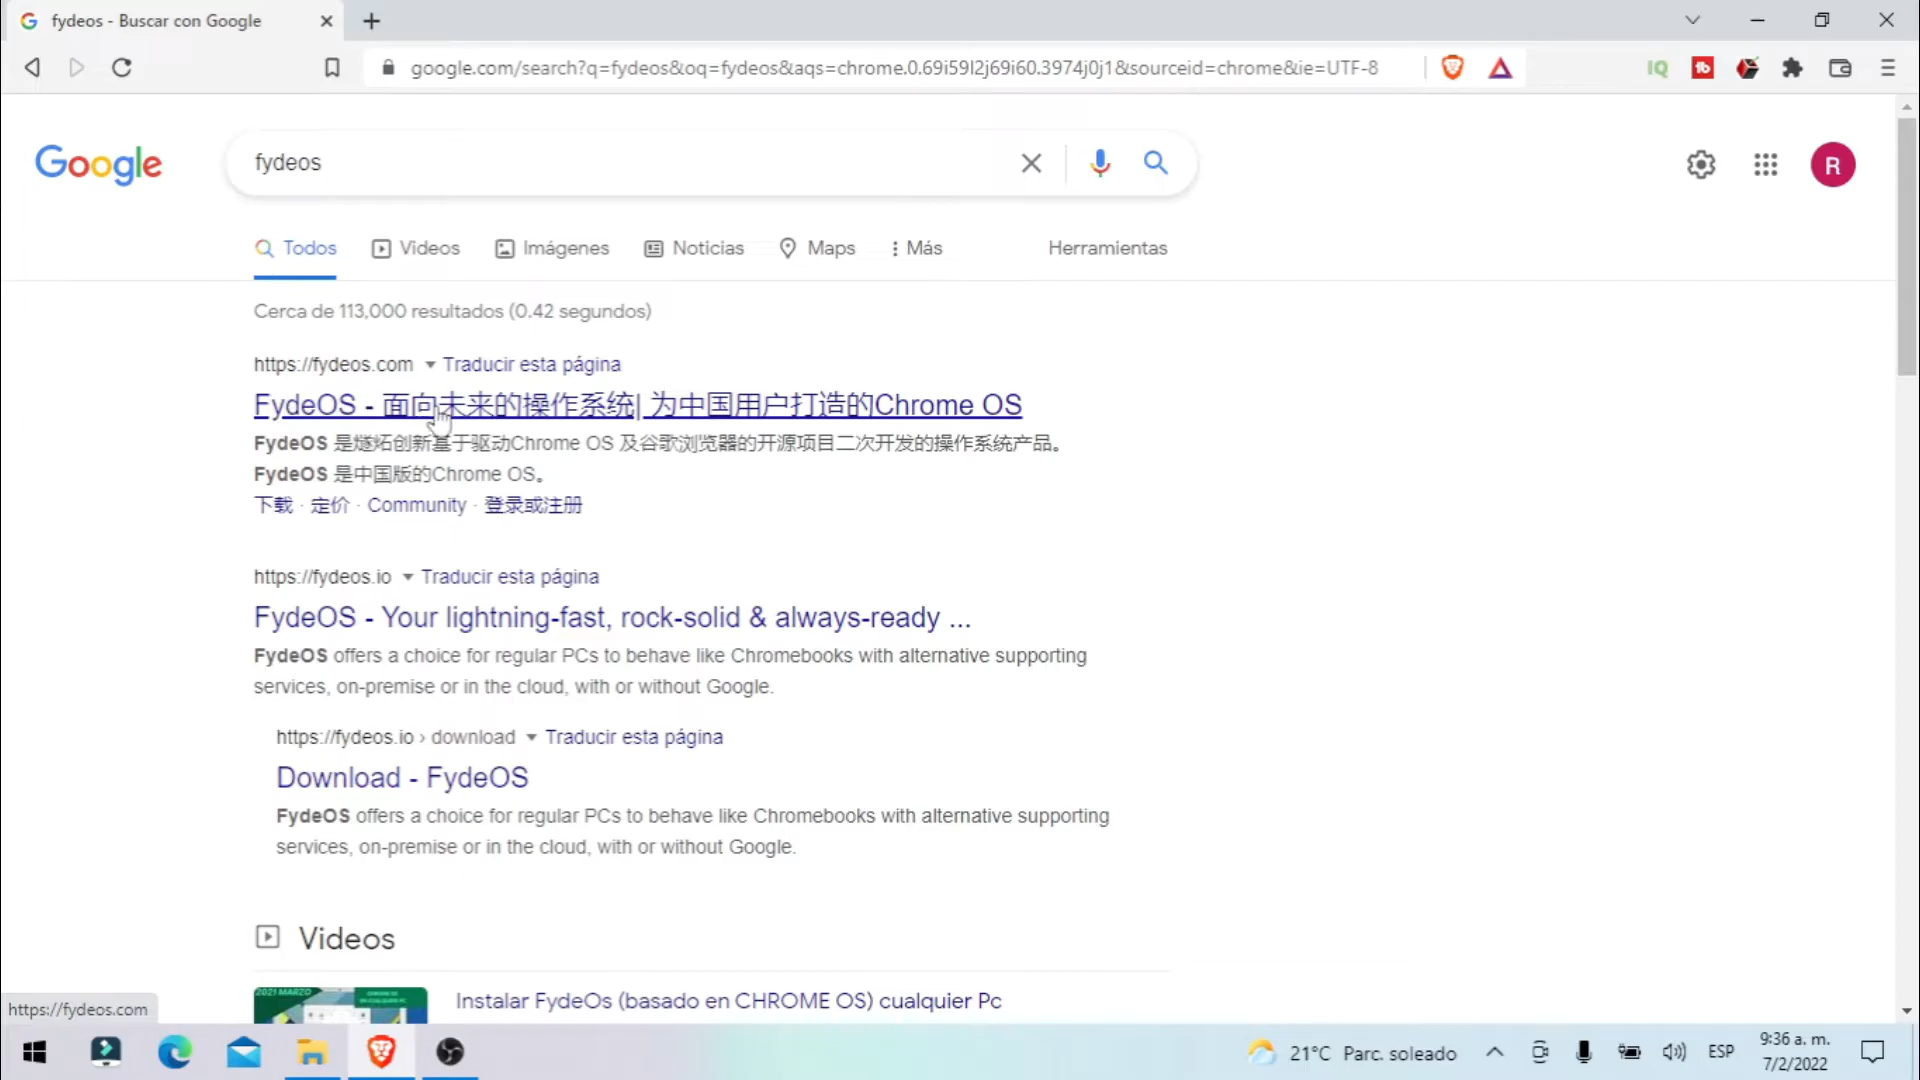 fydeos - Buscar con Google
google.com/search?q=fydeos&oq=fydeos&aqs=chrome.0.69i59l2j69i60.3974j0j1&sourceid=chrome&ie=UTF-8
IQ
tb
Google
fydeos
R
Todos
Videos
Imágenes
Noticias
Maps
Más
Herramientas
Cerca de 113,000 resultados (0.42 segundos)
https://fydeos.com Traducir esta página
FydeOS - 面向未来的操作系统| 为中国用户打造的Chrome OS
FydeOS 是燧炻创新基于驱动Chrome OS 及谷歌浏览器的开源项目二次开发的操作系统产品。
FydeOS 是中国版的Chrome OS。
下载 · 定价 · Community · 登录或注册
https://fydeos.io Traducir esta página
FydeOS - Your lightning-fast, rock-solid & always-ready ...
FydeOS offers a choice for regular PCs to behave like Chromebooks with alternative supporting
services, on-premise or in the cloud, with or without Google.
https://fydeos.io › download Traducir esta página
Download - FydeOS
FydeOS offers a choice for regular PCs to behave like Chromebooks with alternative supporting
services, on-premise or in the cloud, with or without Google.
Videos
2021 MARZO
Instalar FydeOs (basado en CHROME OS) cualquier Pc
https://fydeos.com
21°C Parc. soleado
ESP
9:36 a. m.
7/2/2022